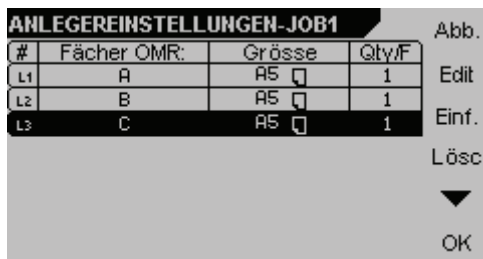 ANLEGEREINSTELLUNGEN-JOB1 Abb.
# Fächer OMR: Grösse Qty/F
L1 A A5 1 Edit
L2 B A5 1
L3 C A5 1 Einf.
Lösc
OK